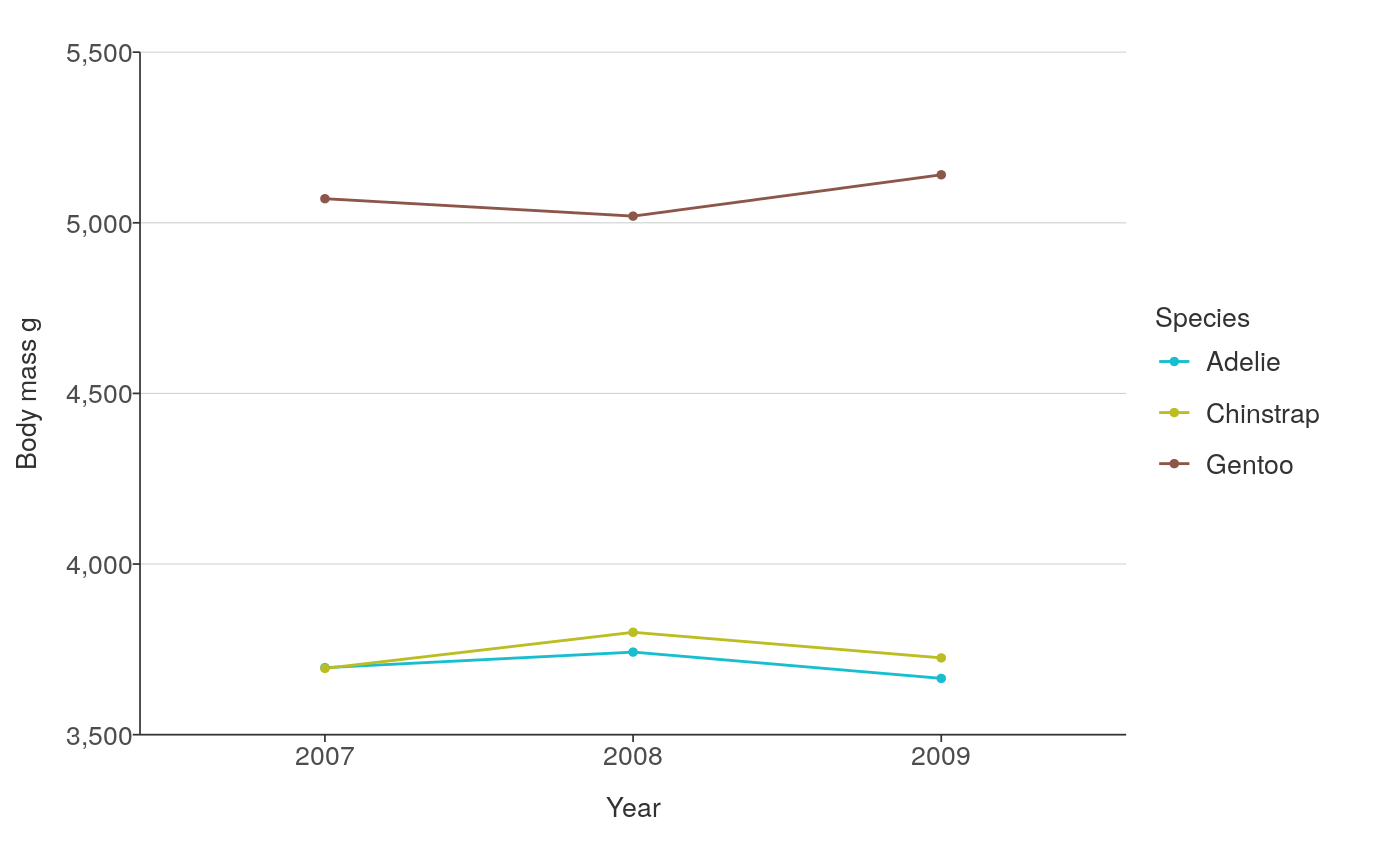 5,500
5,000
4,500
4,000
3,500
Body mass g
2007 2008 2009
Year
Species
Adelie
Chinstrap
Gentoo